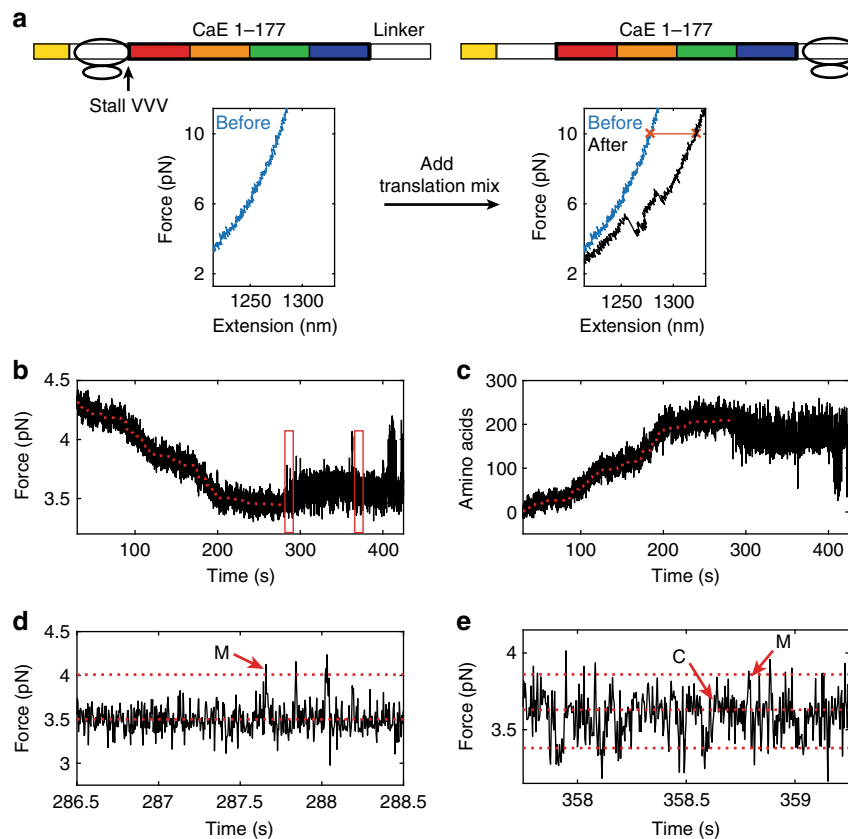 a
CaE 1–177
Linker
CaE 1–177
Stall VVV
Before
10
6
2
Force (pN)
1250
1300
Extension (nm)
Add
translation mix
Before
After
10
6
2
Force (pN)
1250
1300
Extension (nm)
b
4.5
4
3.5
Force (pN)
100
200
300
400
Time (s)
c
300
200
100
0
Amino acids
100
200
300
400
Time (s)
d
4.5
4
3.5
3
Force (pN)
M
286.5
287
287.5
288
288.5
Time (s)
e
4
3.5
Force (pN)
C
M
358
358.5
359
Time (s)